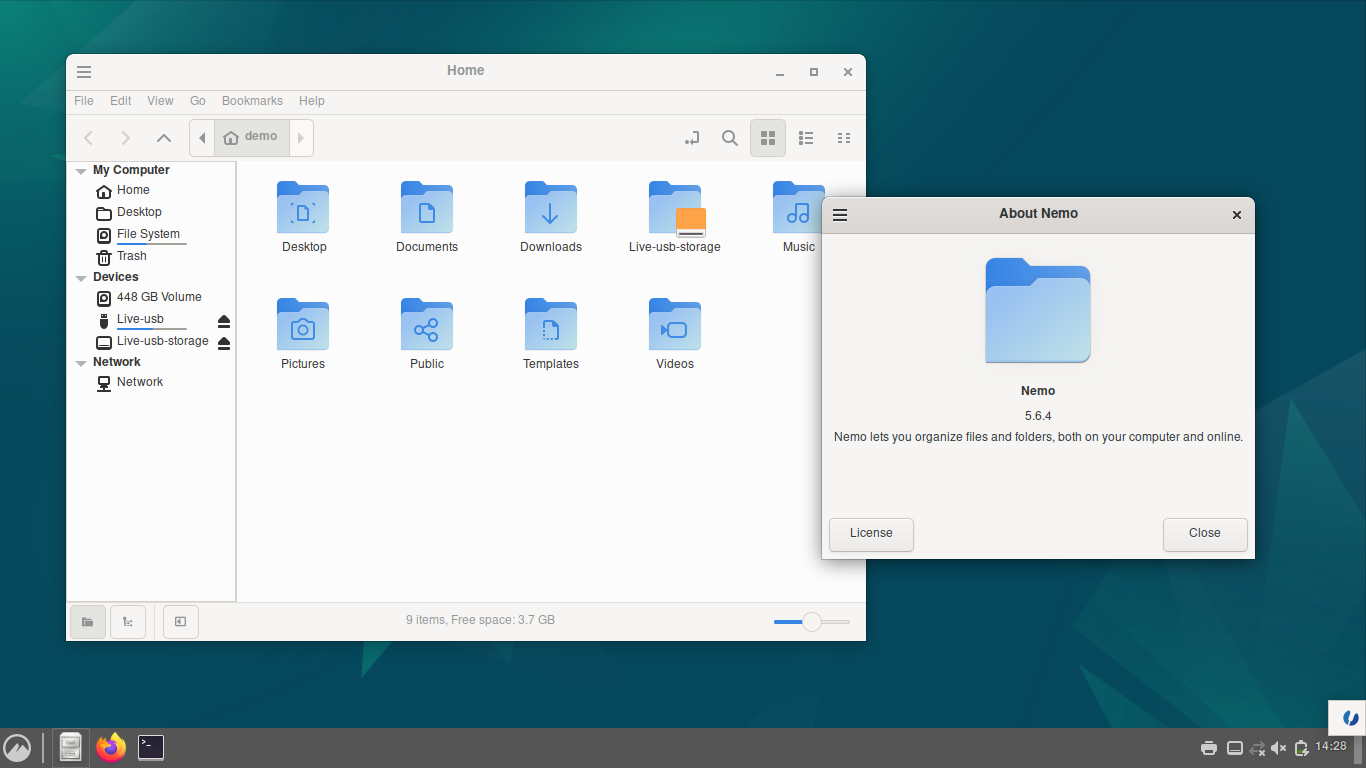 Home
File Edit View Go Bookmarks Help
demo
My Computer
Home
Desktop
File System
Trash
Devices
448 GB Volume
Live-usb
Live-usb-storage
Network
Network
Desktop Documents Downloads Live-usb-storage Music
Pictures Public Templates Videos
9 items, Free space: 3.7 GB
About Nemo
Nemo
5.6.4
Nemo lets you organize files and folders, both on your computer and online.
License Close
14:28